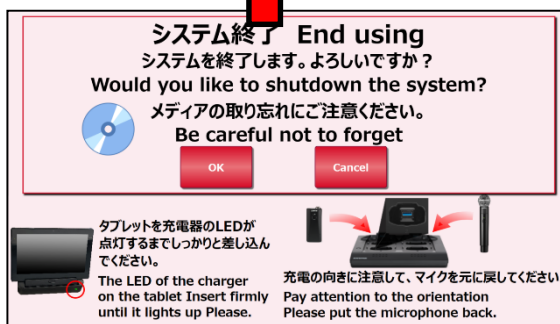 システム終了 End using
システムを終了します。よろしいですか？
Would you like to shutdown the system?
メディアの取り忘れにご注意ください。
Be careful not to forget
OK
Cancel
タブレットを充電器のLEDが
点灯するまでしっかりと差し込ん
でください。
The LED of the charger
on the tablet Insert firmly
until it lights up Please.
充電の向きに注意して、マイクを元に戻してください
Pay attention to the orientation
Please put the microphone back.